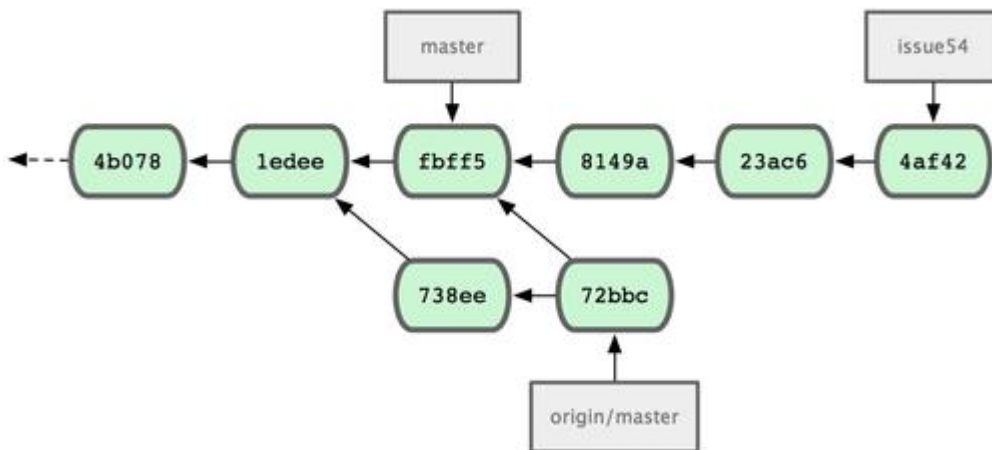 master
issue54
4b078
1edee
fbff5
8149a
23ac6
4af42
738ee
72bbc
origin/master